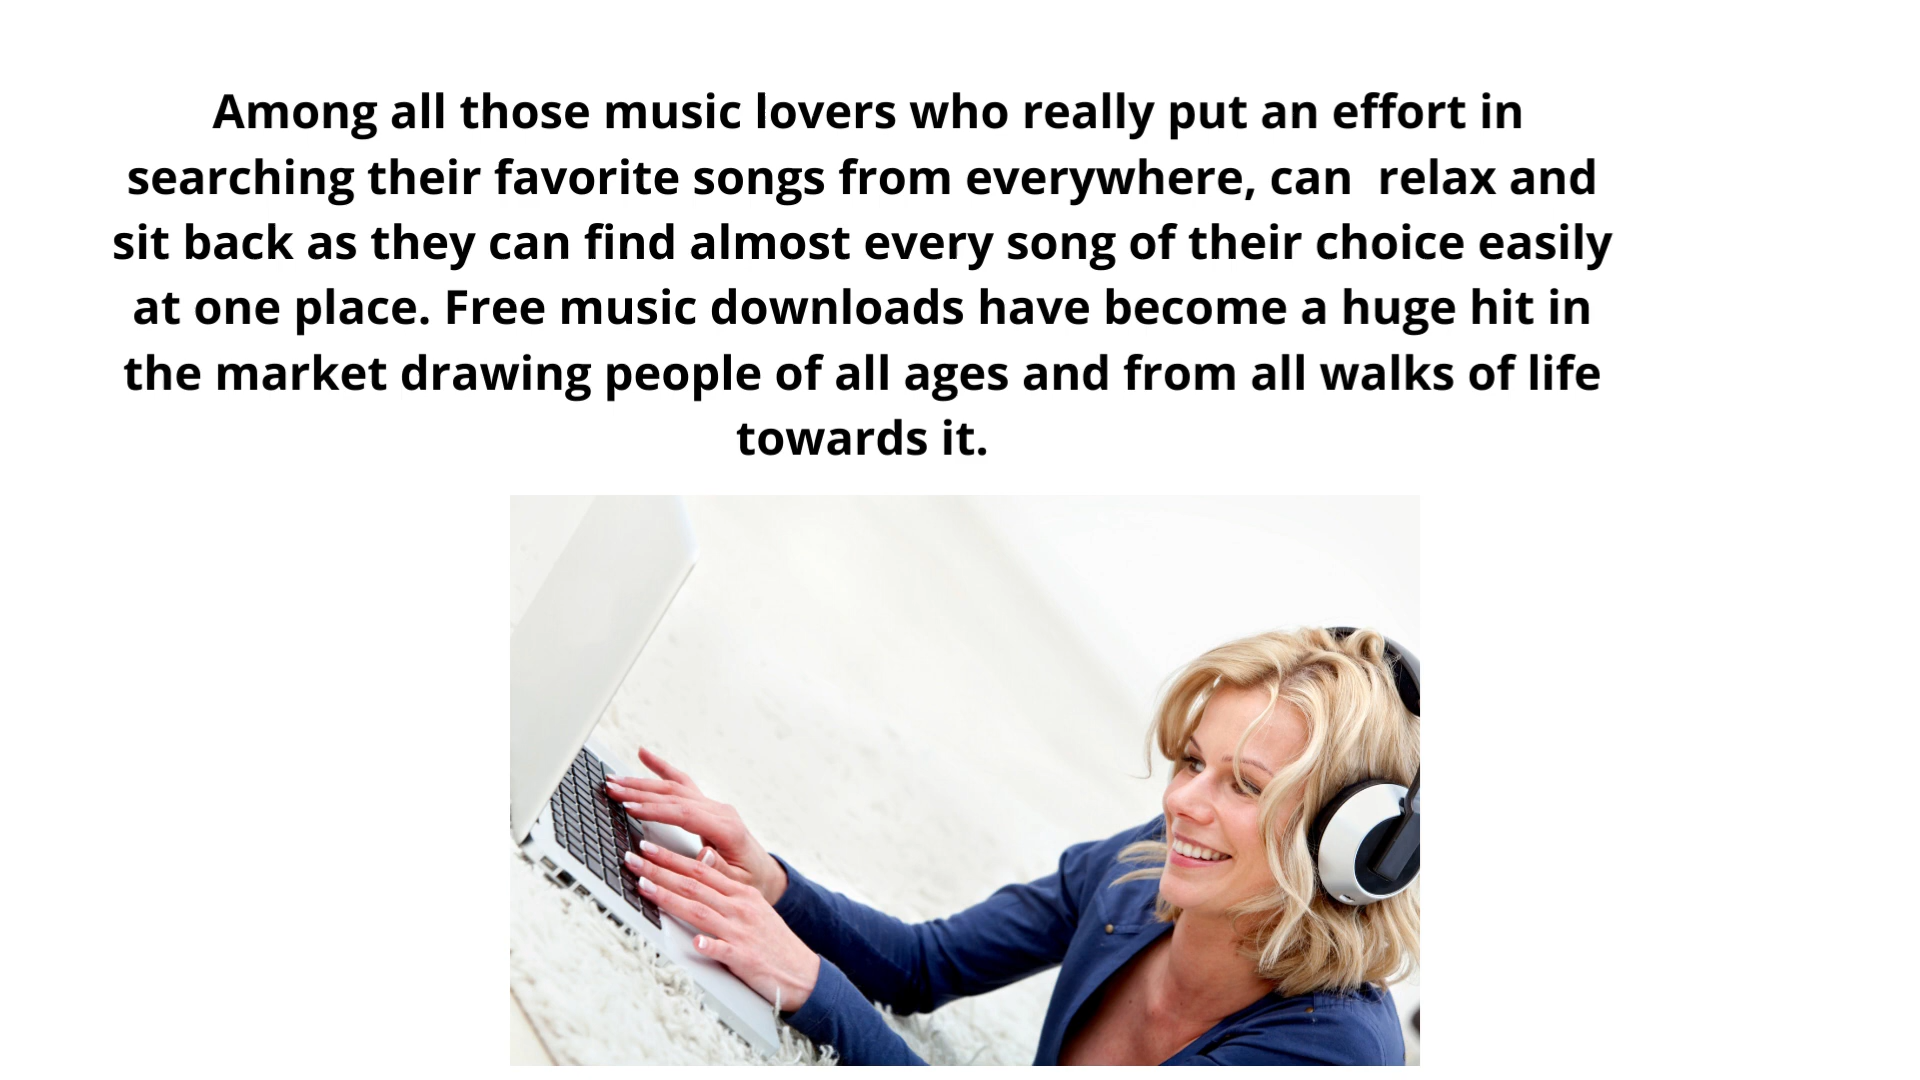 Among all those music lovers who really put an effort in
searching their favorite songs from everywhere, can  relax and
sit back as they can find almost every song of their choice easily
at one place. Free music downloads have become a huge hit in
the market drawing people of all ages and from all walks of life
towards it.